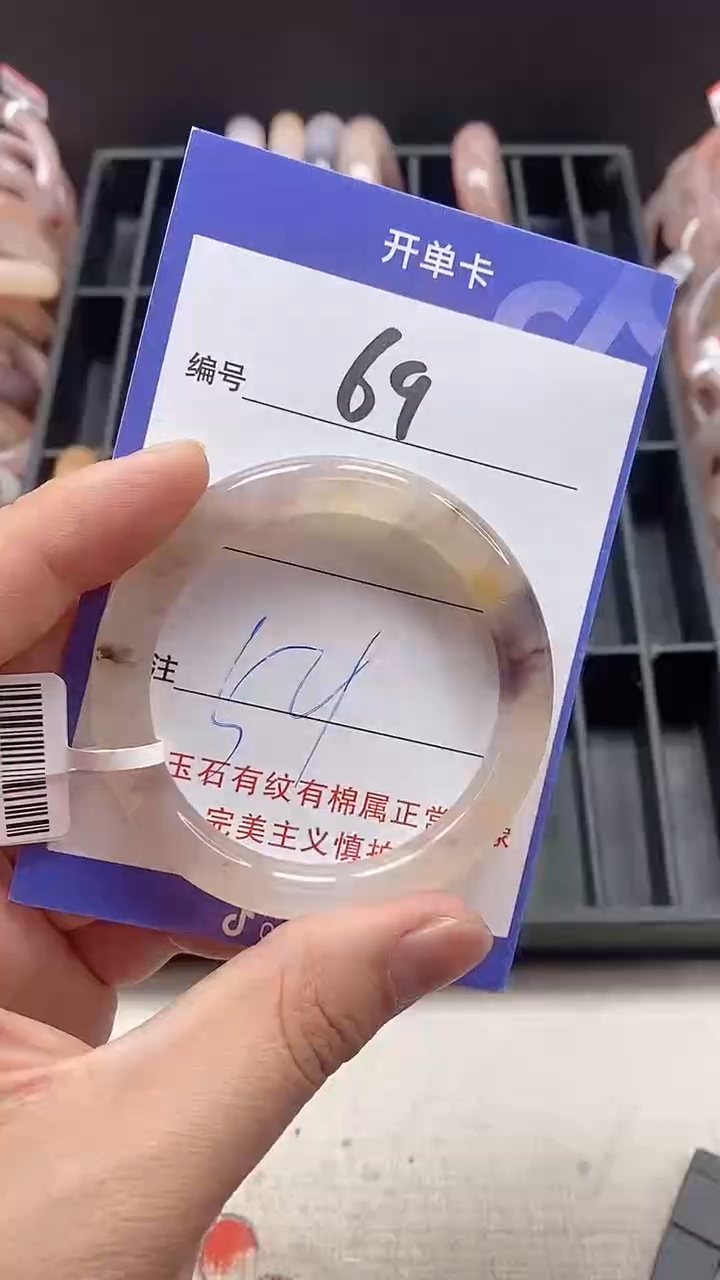 开单卡
编号 69
注 54
玉石有纹有棉属正常
完美主义慎拍